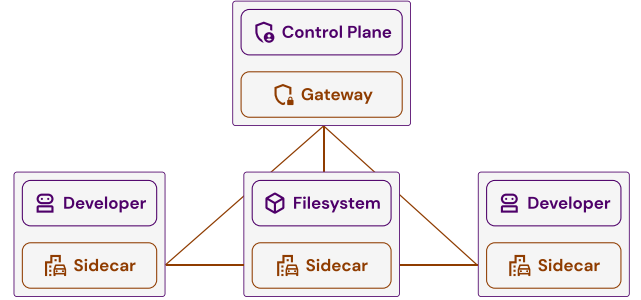 Control Plane
Gateway
Developer
Filesystem
Developer
Sidecar
Sidecar
Sidecar